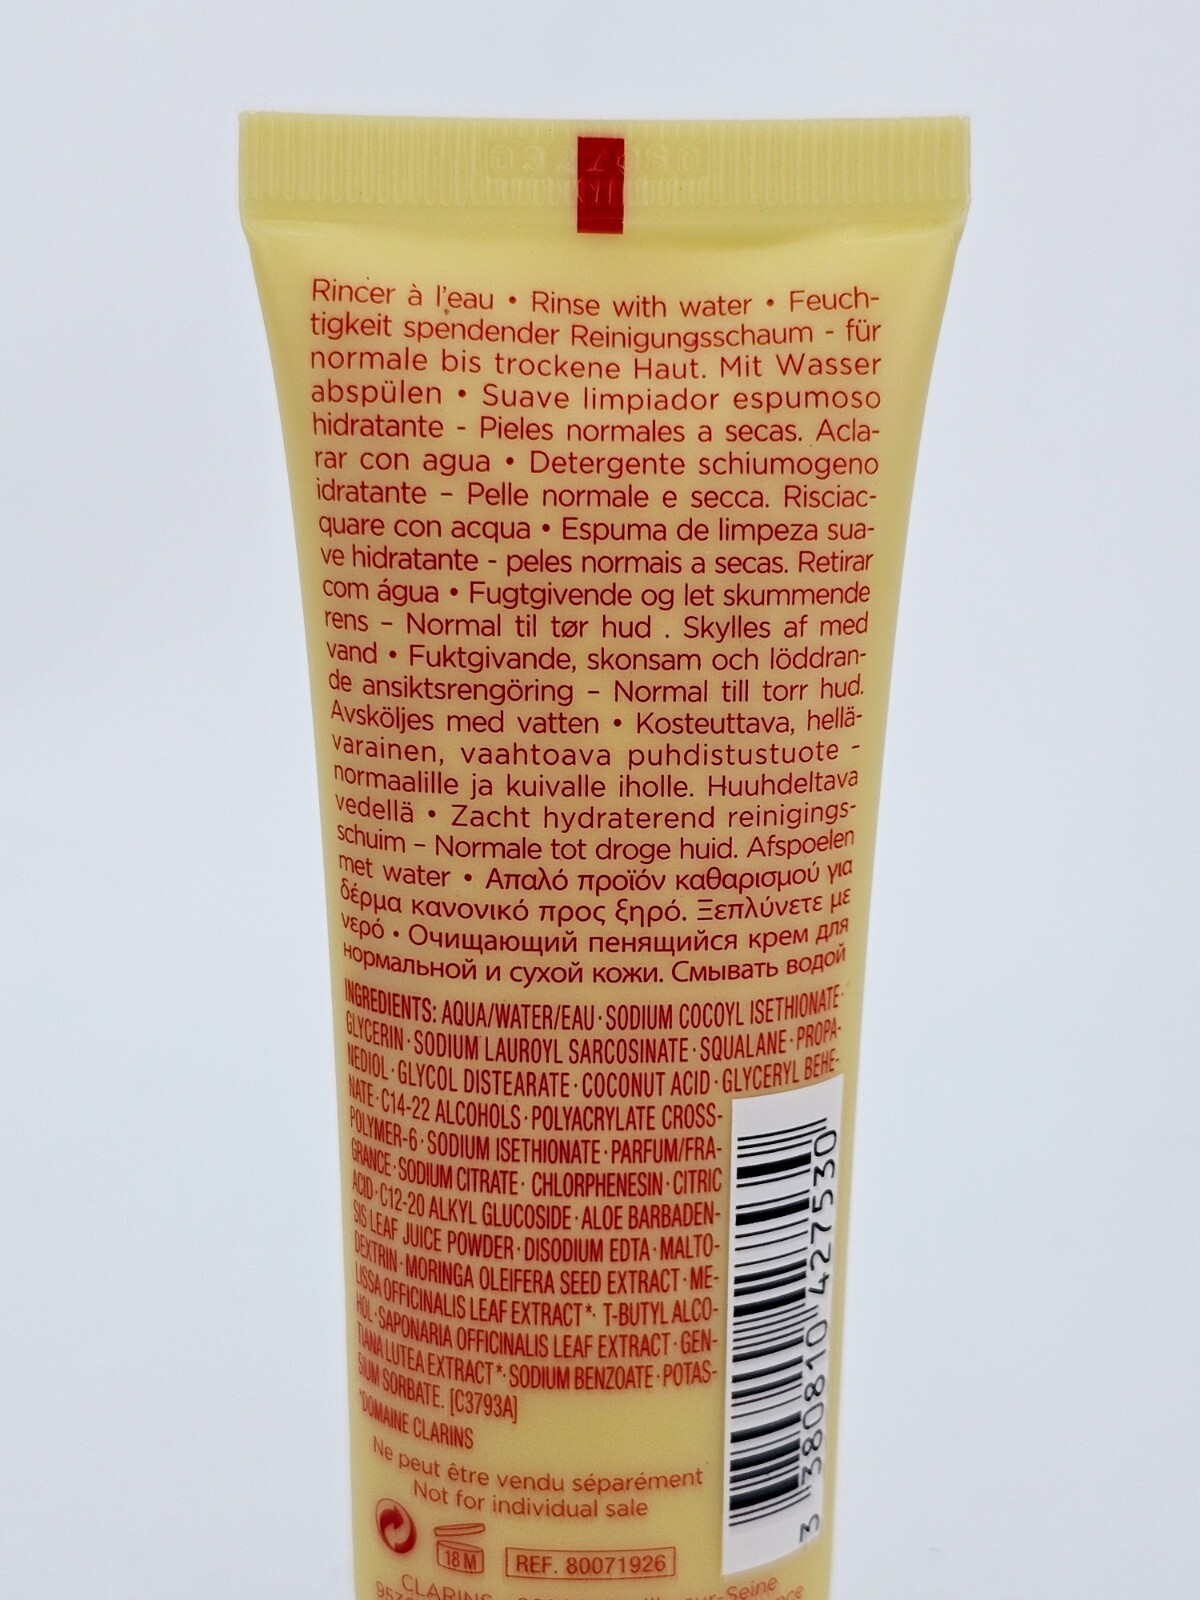 Rincer à l'eau • Rinse with water • Feuch-
tigkeit spendender Reinigungsschaum - für
normale bis trockene Haut. Mit Wasser
abspülen • Suave limpiador espumoso
hidratante - Pieles normales a secas. Acla-
rar con agua • Detergente schiumogeno
idratante – Pelle normale e secca. Risciac-
quare con acqua • Espuma de limpeza sua-
ve hidratante - peles normais a secas. Retirar
com água • Fugtgivende og let skummende
rens – Normal til tør hud . Skylles af med
vand • Fuktgivande, skonsam och löddran-
de ansiktsrengöring – Normal till torr hud.
Avsköljes med vatten • Kosteuttava, hellä-
varainen, vaahtoava puhdistustuote -
normaalille ja kuivalle iholle. Huuhdeltava
vedellä • Zacht hydraterend reinigings-
schuim – Normale tot droge huid. Afspoelen
met water • Απαλό προϊόν καθαρισμού για
δέρμα κανονικό προς ξηρό. Ξεπλύνετε με
νερό • Очищающий пенящийся крем для
нормальной и сухой кожи. Смывать водой
INGREDIENTS: AQUA/WATER/EAU · SODIUM COCOYL ISETHIONATE ·
GLYCERIN · SODIUM LAUROYL SARCOSINATE · SQUALANE · PROPA-
NEDIOL · GLYCOL DISTEARATE · COCONUT ACID · GLYCERYL BEHE-
NATE · C14-22 ALCOHOLS · POLYACRYLATE CROSS-
POLYMER-6 · SODIUM ISETHIONATE · PARFUM/FRA-
GRANCE · SODIUM CITRATE · CHLORPHENESIN · CITRIC
ACID · C12-20 ALKYL GLUCOSIDE · ALOE BARBADEN-
SIS LEAF JUICE POWDER · DISODIUM EDTA · MALTO-
DEXTRIN · MORINGA OLEIFERA SEED EXTRACT · ME-
LISSA OFFICINALIS LEAF EXTRACT* · T-BUTYL ALCO-
HOL · SAPONARIA OFFICINALIS LEAF EXTRACT · GEN-
TIANA LUTEA EXTRACT* · SODIUM BENZOATE · POTAS-
SIUM SORBATE. [C3793A]
*DOMAINE CLARINS
Ne peut être vendu séparément
Not for individual sale
18 M
REF. 80071926
CLARINS
sur-Seine
3 380810 427530